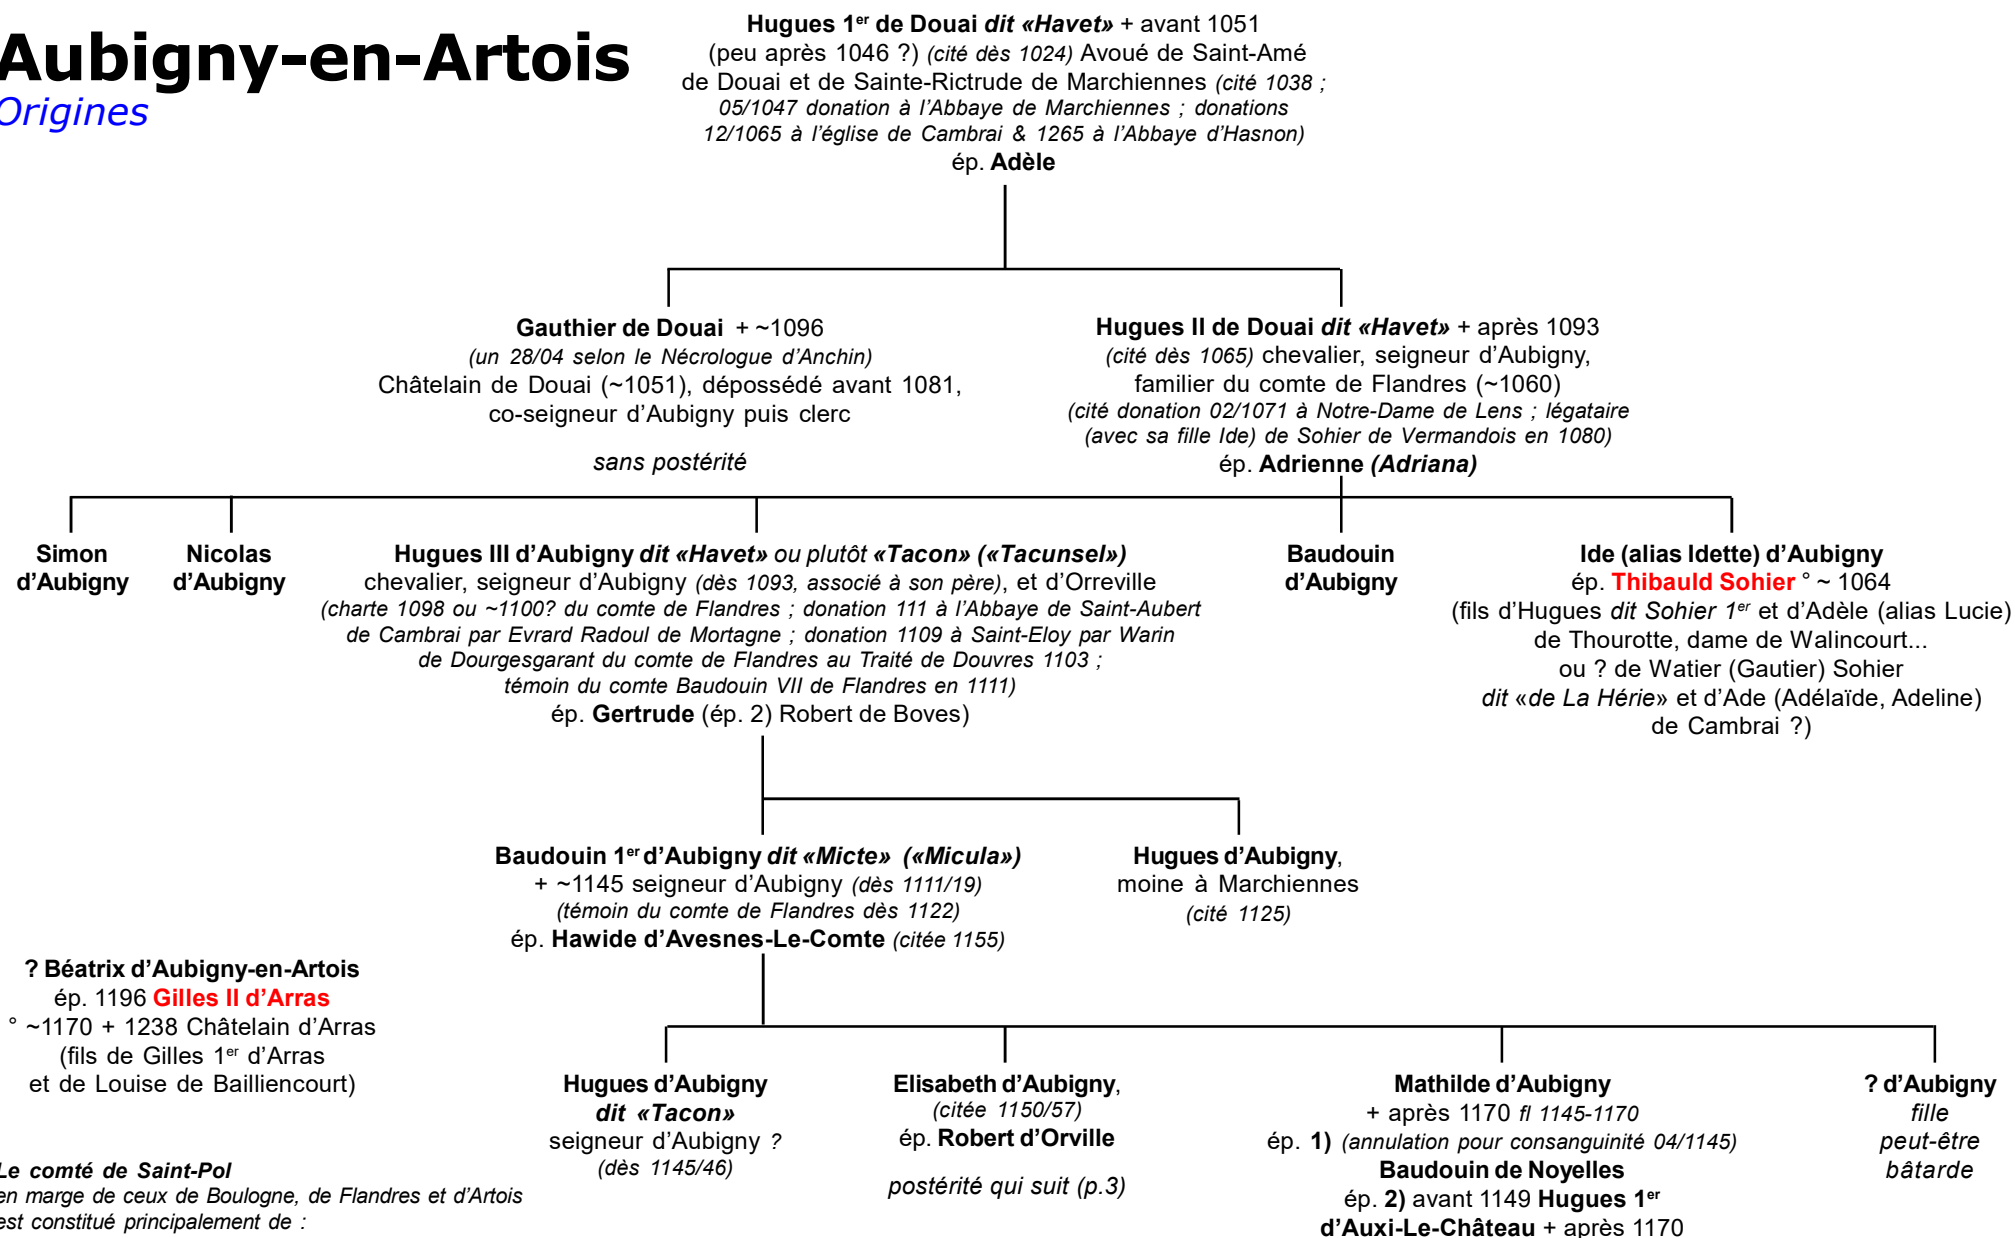 Aubigny-en-Artois
Origines
Hugues 1er de Douai dit «Havet» + avant 1051
(peu après 1046 ?) (cité dès 1024) Avoué de Saint-Amé
de Douai et de Sainte-Rictrude de Marchiennes (cité 1038 ;
05/1047 donation à l’Abbaye de Marchiennes ; donations
12/1065 à l’église de Cambrai & 1265 à l’Abbaye d’Hasnon)
ép. Adèle
Gauthier de Douai + ~1096
(un 28/04 selon le Nécrologue d’Anchin)
Châtelain de Douai (~1051), dépossédé avant 1081,
co-seigneur d’Aubigny puis clerc
sans postérité
Hugues II de Douai dit «Havet» + après 1093
(cité dès 1065) chevalier, seigneur d’Aubigny,
familier du comte de Flandres (~1060)
(cité donation 02/1071 à Notre-Dame de Lens ; légataire
(avec sa fille Ide) de Sohier de Vermandois en 1080)
ép. Adrienne (Adriana)
Simon
d’Aubigny
Nicolas
d’Aubigny
Hugues III d’Aubigny dit «Havet» ou plutôt «Tacon» («Tacunsel»)
chevalier, seigneur d’Aubigny (dès 1093, associé à son père), et d’Orreville
(charte 1098 ou ~1100? du comte de Flandres ; donation 111 à l’Abbaye de Saint-Aubert
de Cambrai par Evrard Radoul de Mortagne ; donation 1109 à Saint-Eloy par Warin
de Dourgesgarant du comte de Flandres au Traité de Douvres 1103 ;
témoin du comte Baudouin VII de Flandres en 1111)
ép. Gertrude (ép. 2) Robert de Boves)
Baudouin
d’Aubigny
Ide (alias Idette) d’Aubigny
ép. Thibauld Sohier ° ~ 1064
(fils d’Hugues dit Sohier 1er et d’Adèle (alias Lucie)
de Thourotte, dame de Walincourt...
ou ? de Watier (Gautier) Sohier
dit «de La Hérie» et d’Ade (Adélaïde, Adeline)
de Cambrai ?)
Baudouin 1er d’Aubigny dit «Micte» («Micula»)
+ ~1145 seigneur d’Aubigny (dès 1111/19)
(témoin du comte de Flandres dès 1122)
ép. Hawide d’Avesnes-Le-Comte (citée 1155)
Hugues d’Aubigny,
moine à Marchiennes
(cité 1125)
? Béatrix d’Aubigny-en-Artois
ép. 1196 Gilles II d’Arras
° ~1170 + 1238 Châtelain d’Arras
(fils de Gilles 1er d’Arras
et de Louise de Bailliencourt)
Hugues d’Aubigny
dit «Tacon»
seigneur d’Aubigny ?
(dès 1145/46)
Elisabeth d’Aubigny,
(citée 1150/57)
ép. Robert d’Orville
postérité qui suit (p.3)
Mathilde d’Aubigny
+ après 1170 fl 1145-1170
ép. 1) (annulation pour consanguinité 04/1145)
Baudouin de Noyelles
ép. 2) avant 1149 Hugues 1er
d’Auxi-Le-Château + après 1170
? d’Aubigny
fille
peut-être
bâtarde
Le comté de Saint-Pol
en marge de ceux de Boulogne, de Flandres et d’Artois
est constitué principalement de :